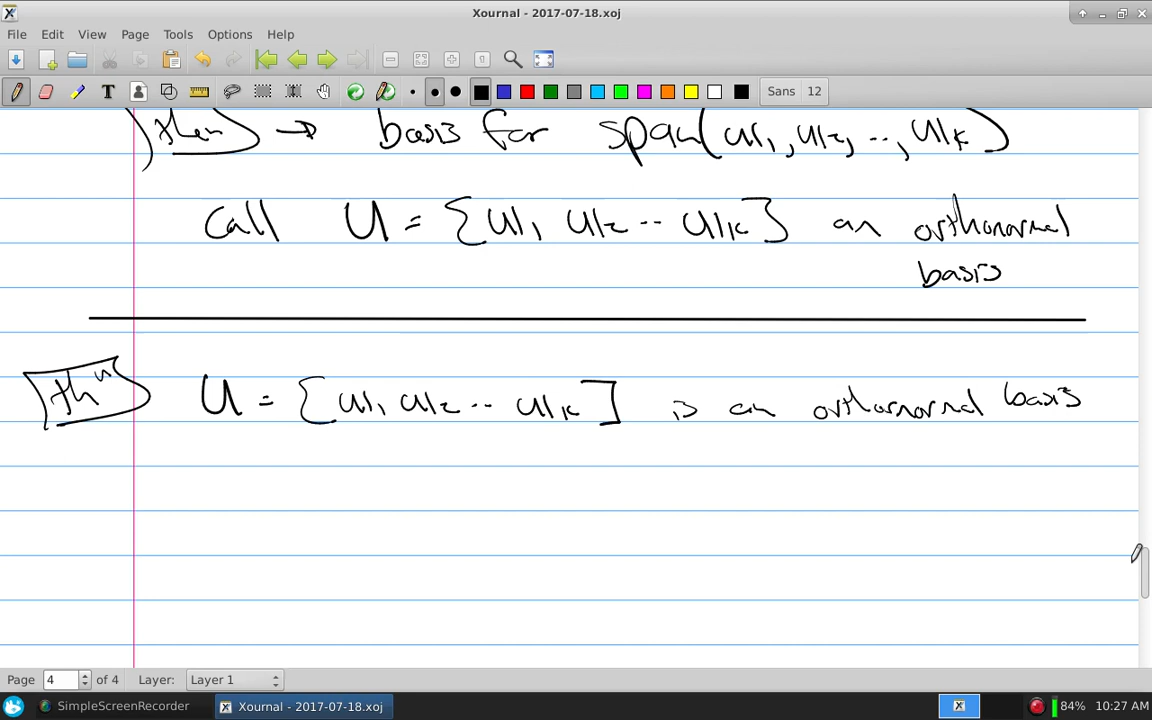 Xournal - 2017-07-18.xoj
File Edit View Page Tools Options Help
Sans 12
then → basis for span(u1, u2, .., uk)
call U = {u1, u2 -- uk} an orthonormal
basis
thⁿ U = [u1, u2 -- uk] is an orthonormal basis
Page 4 of 4 Layer: Layer 1
SimpleScreenRecorder Xournal - 2017-07-18.xoj 84% 10:27 AM